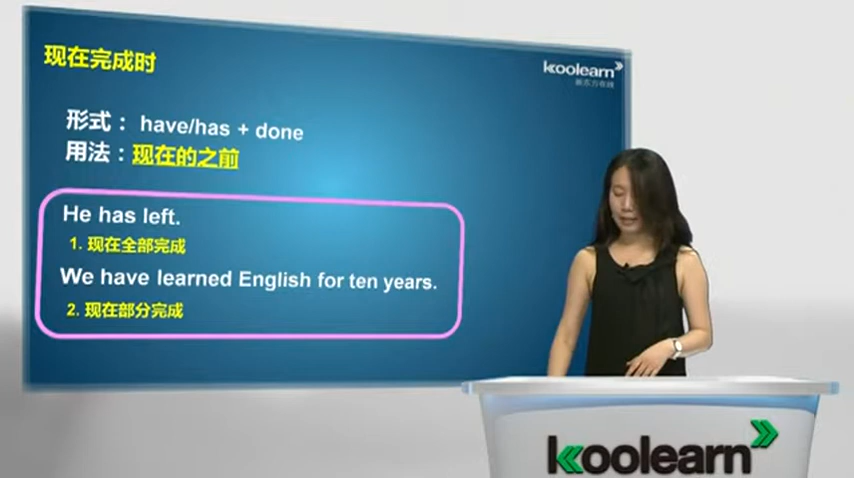 现在完成时
koolearn
新东方在线
形式： have/has + done
用法：现在的之前
He has left.
1. 现在全部完成
We have learned English for ten years.
2. 现在部分完成
koolearn